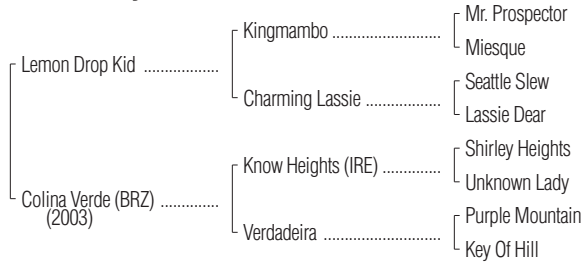 Mr. Prospector
Kingmambo ......................
Miesque
Lemon Drop Kid ...................
Seattle Slew
Charming Lassie ...................
Lassie Dear
Shirley Heights
Know Heights (IRE) ..............
Unknown Lady
Colina Verde (BRZ) ..............
(2003)
Purple Mountain
Verdadeira ..........................
Key Of Hill